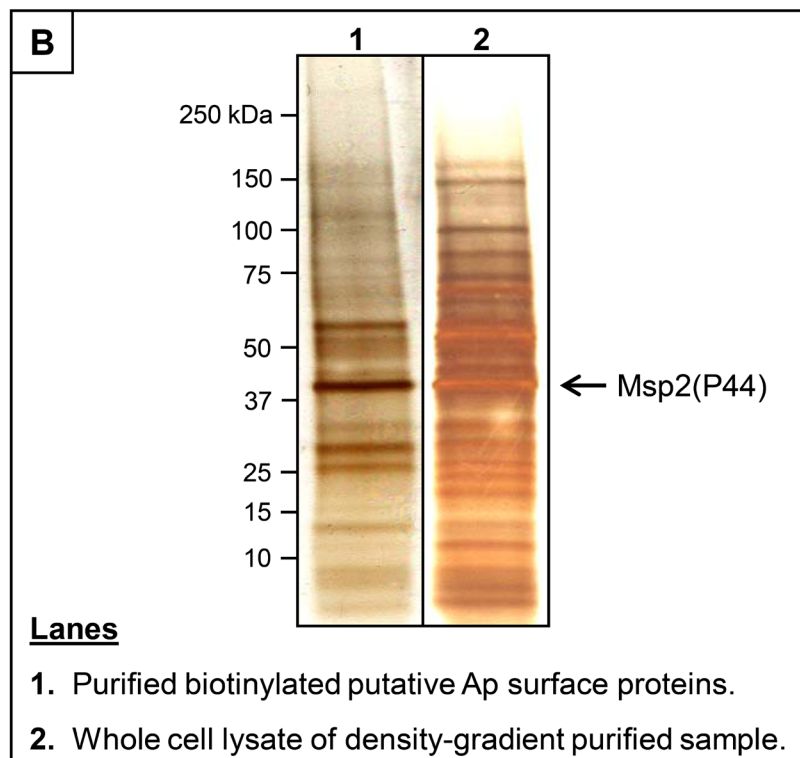 B
1 2
250 kDa
150
100
75
50
Msp2(P44)
37
25
15
10
Lanes
1. Purified biotinylated putative Ap surface proteins.
2. Whole cell lysate of density-gradient purified sample.